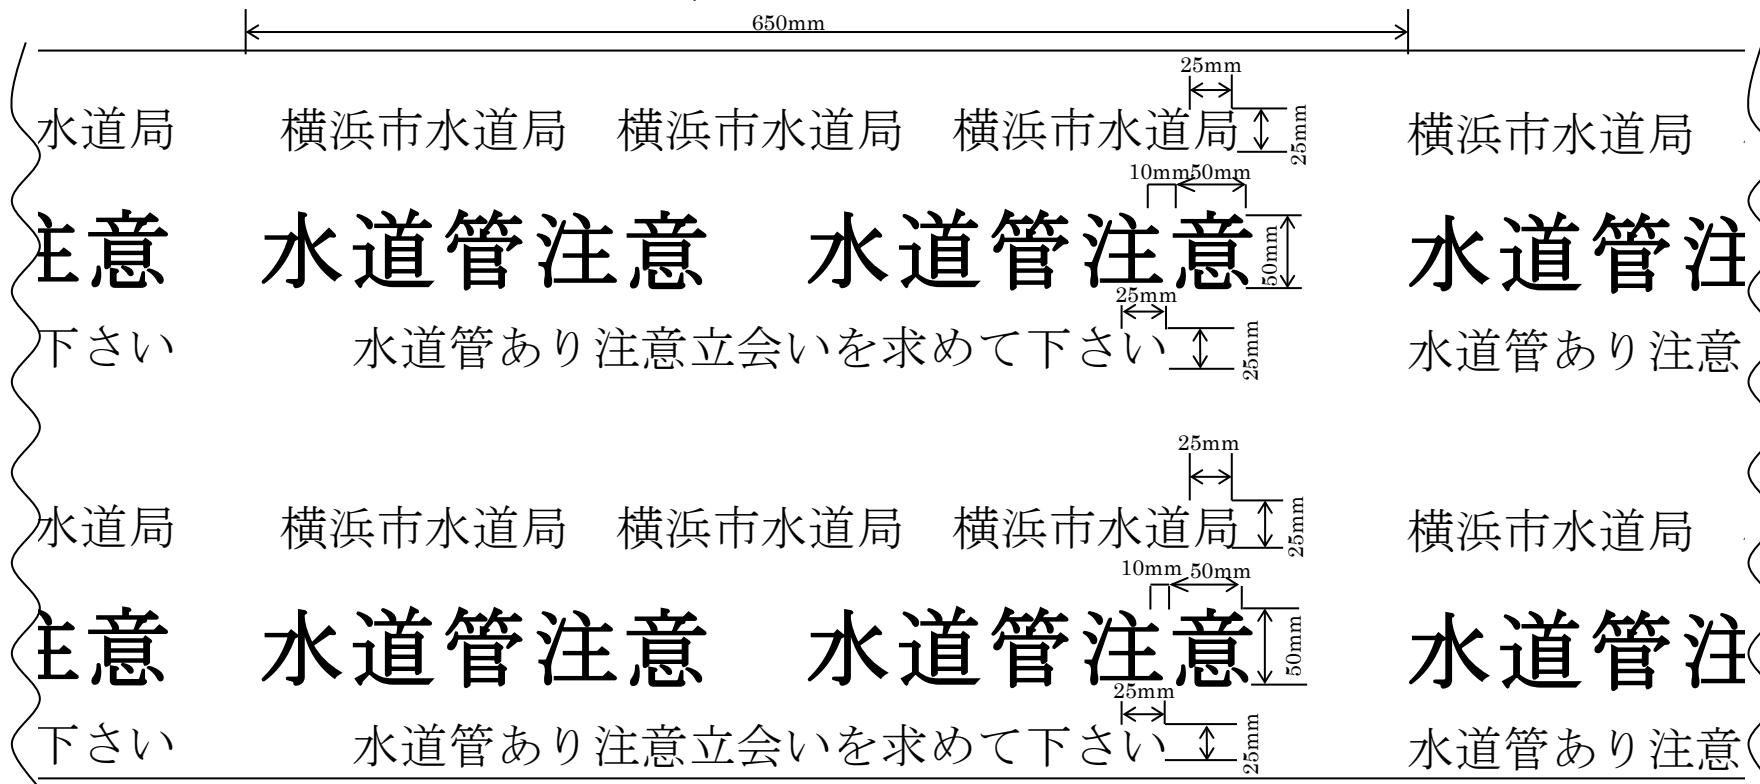 650mm
25mm
水道局 横浜市水道局 横浜市水道局 横浜市水道局 25mm 横浜市水道局
10mm 50mm
注意 水道管注意 水道管注意 50mm 水道管注
25mm
下さい 水道管あり注意立会いを求めて下さい 25mm 水道管あり注意
25mm
水道局 横浜市水道局 横浜市水道局 横浜市水道局 25mm 横浜市水道局
10mm 50mm
注意 水道管注意 水道管注意 50mm 水道管注
25mm
下さい 水道管あり注意立会いを求めて下さい 25mm 水道管あり注意